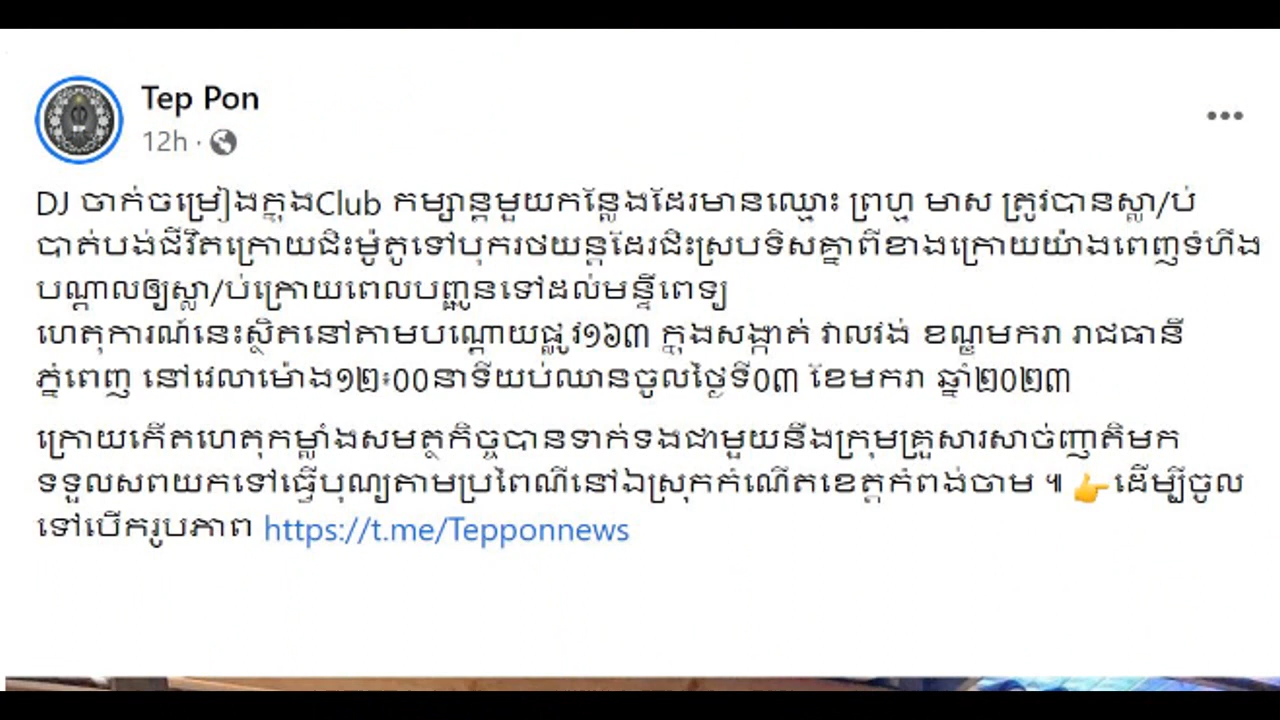 Tep Pon
12h ·
DJ ចាក់ចម្រៀងក្នុងClub កម្សាន្តមួយកន្លែងដែរមានឈ្មោះ ព្រហ្ម មាស ត្រូវបានស្លា/ប់
បាត់បង់ជីវិតក្រោយជិះម៉ូតូទៅបុករថយន្តដែរជិះស្របទិសគ្នាពីខាងក្រោយយ៉ាងពេញទំហឹង
បណ្តាលឲ្យស្លា/ប់ក្រោយពេលបញ្ជូនទៅដល់មន្ទីពេទ្យ
ហេតុការណ៍នេះស្ថិតនៅតាមបណ្តោយផ្លូវ១៦៣ ក្នុងសង្កាត់ វាលវង់ ខណ្ឌមករា រាជធានី
ភ្នំពេញ នៅវេលាម៉ោង១២៖00នាទីយប់ឈានចូលថ្ងៃទី0៣ ខែមករា ឆ្នាំ២0២៣
ក្រោយកើតហេតុកម្លាំងសមត្ថកិច្ចបានទាក់ទងជាមួយនឹងក្រុមគ្រួសារសាច់ញាតិមក
ទទួលសពយកទៅធ្វើបុណ្យតាមប្រពៃណីនៅឯស្រុកកំណើតខេត្តកំពង់ចាម ៕ 👉ដើម្បីចូល
ទៅបើករូបភាព https://t.me/Tepponnews